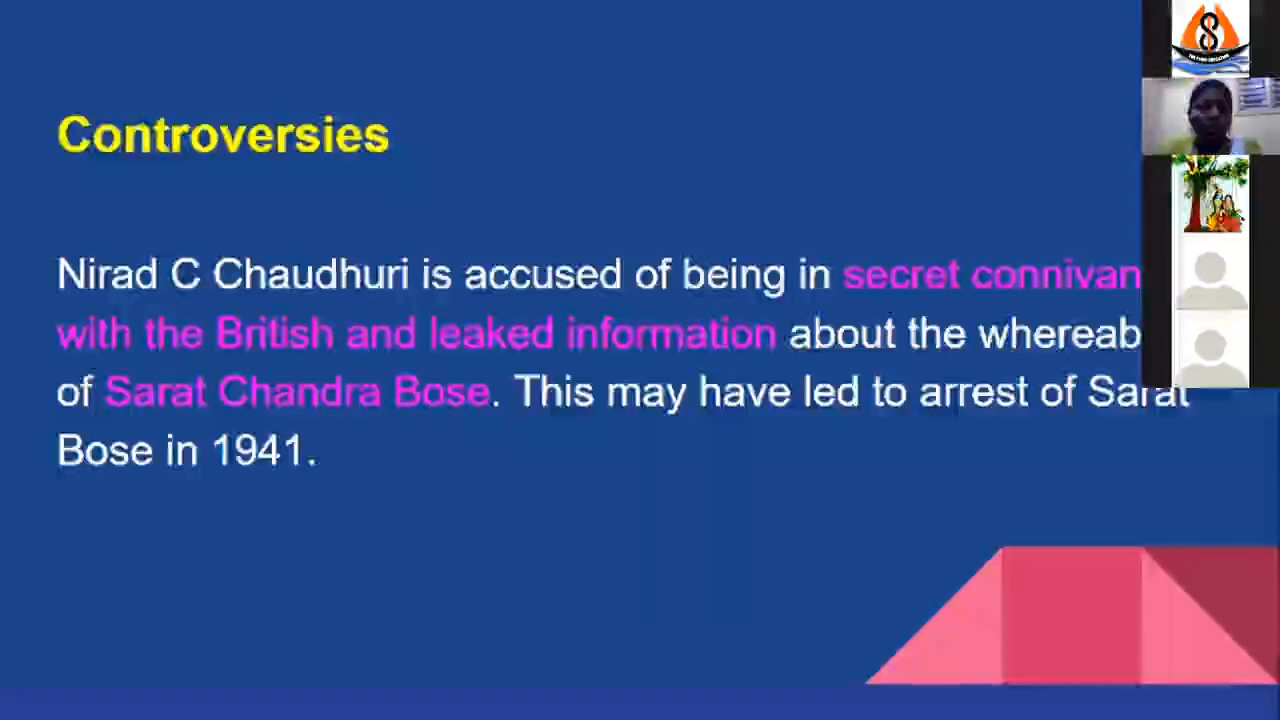 Controversies
Nirad C Chaudhuri is accused of being in secret connivan
with the British and leaked information about the whereab
of Sarat Chandra Bose. This may have led to arrest of Sarat
Bose in 1941.